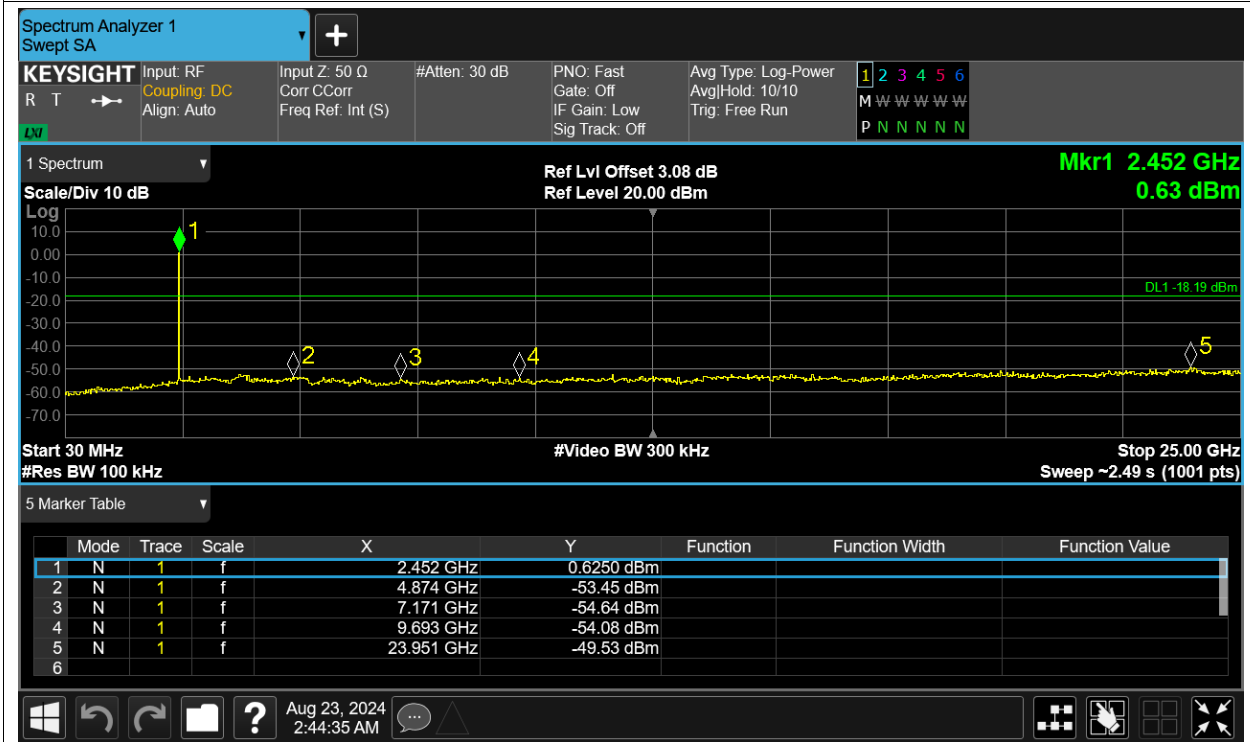 Spectrum Analyzer 1
Swept SA
+
KEYSIGHT
R T
LXI
Input: RF
Coupling: DC
Align: Auto
Input Z: 50 Ω
Corr CCorr
Freq Ref: Int (S)
#Atten: 30 dB
PNO: Fast
Gate: Off
IF Gain: Low
Sig Track: Off
Avg Type: Log-Power
Avg|Hold: 10/10
Trig: Free Run
1 2 3 4 5 6
M W W W W W
P N N N N N
1 Spectrum
Scale/Div 10 dB
Ref Lvl Offset 3.08 dB
Ref Level 20.00 dBm
Mkr1 2.452 GHz
0.63 dBm
Log
10.0
0.00
-10.0
-20.0
-30.0
-40.0
-50.0
-60.0
-70.0
1
2
3
4
5
DL1 -18.19 dBm
Start 30 MHz
#Video BW 300 kHz
Stop 25.00 GHz
#Res BW 100 kHz
Sweep ~2.49 s (1001 pts)
5 Marker Table
Mode Trace Scale X Y Function Function Width Function Value
1 N 1 f 2.452 GHz 0.6250 dBm
2 N 1 f 4.874 GHz -53.45 dBm
3 N 1 f 7.171 GHz -54.64 dBm
4 N 1 f 9.693 GHz -54.08 dBm
5 N 1 f 23.951 GHz -49.53 dBm
6
?
Aug 23, 2024
2:44:35 AM